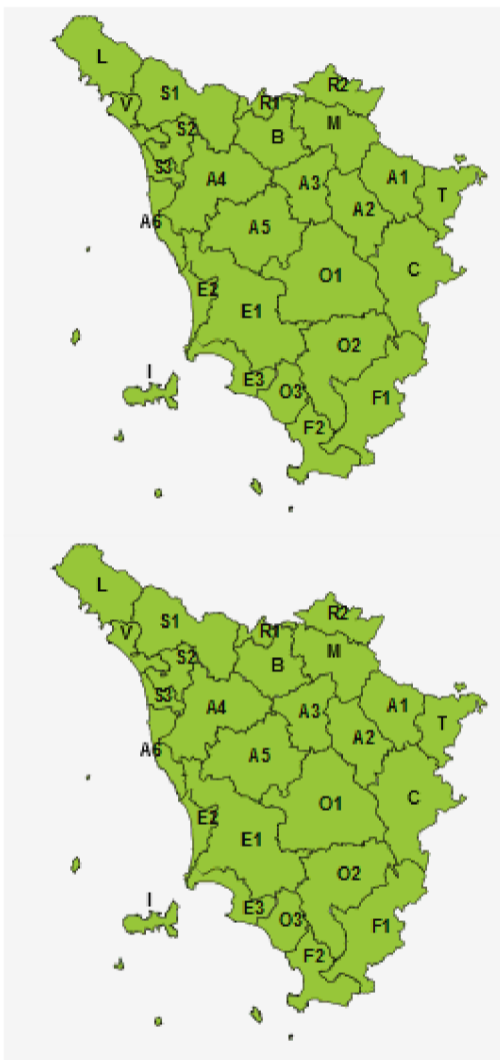 L
R2
V
S1
R1
S2
B
M
S3
A4
A3
A1
T
A6
A5
A2
O1
C
E2
E1
O2
I
E3
O3
F1
F2
L
R2
V
S1
R1
S2
B
M
S3
A4
A3
A1
T
A6
A5
A2
O1
C
E2
E1
O2
I
E3
O3
F1
F2